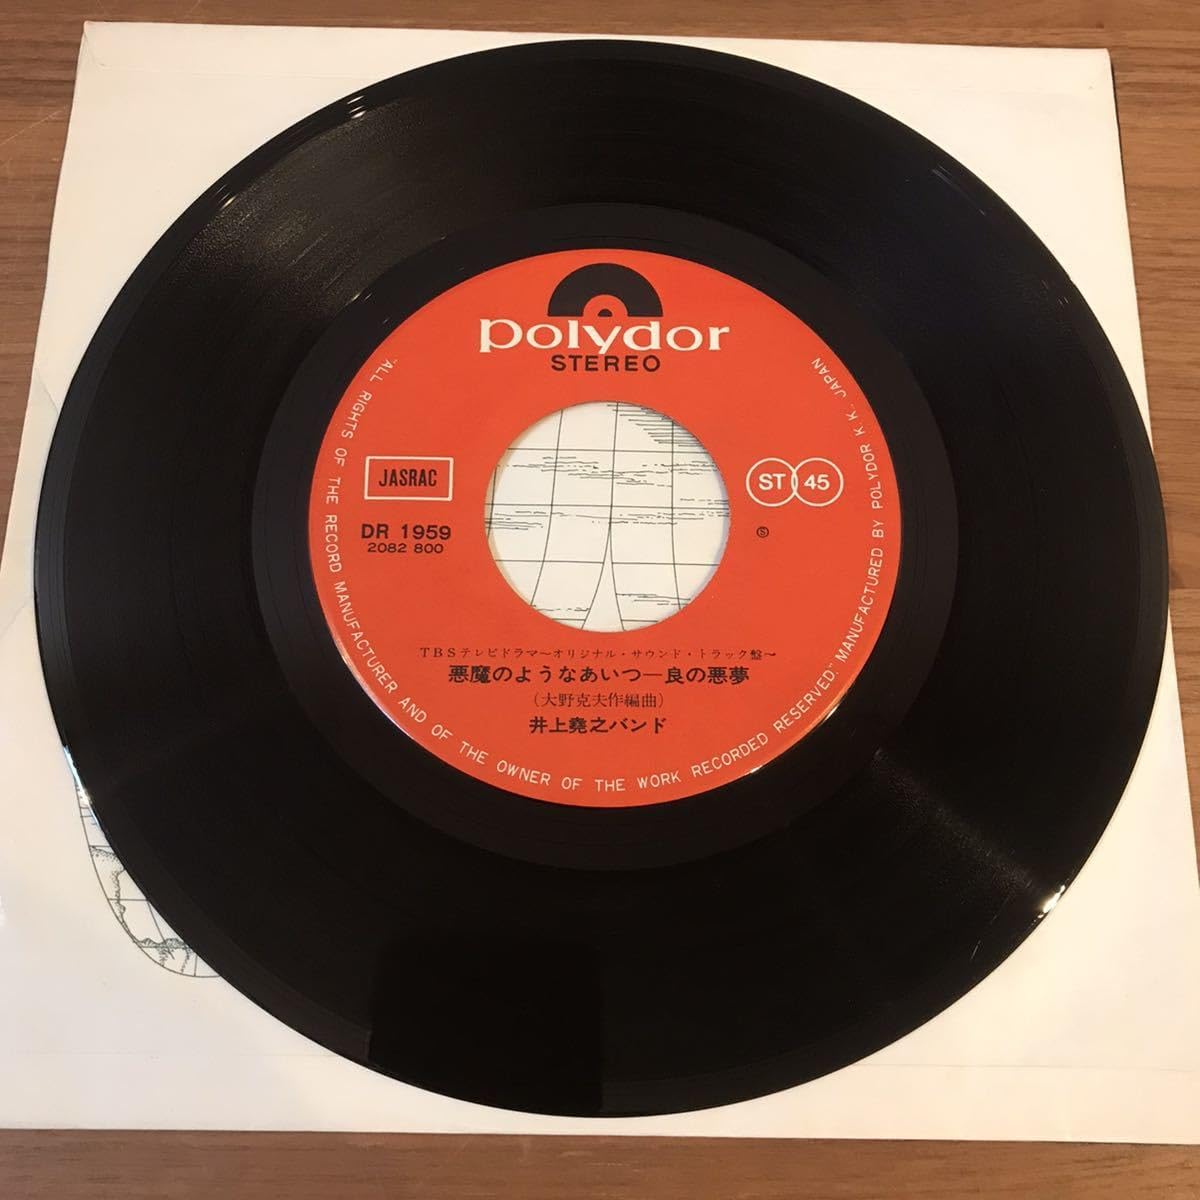 polydor
STEREO
JASRAC
ST 45
DR 1959
2082 800
Ⓢ
TBSテレビドラマ〜オリジナル・サウンド・トラック盤〜
悪魔のようなあいつ—良の悪夢
(大野克夫作編曲)
井上堯之バンド
"ALL RIGHTS OF THE RECORD MANUFACTURER AND OF THE OWNER OF THE WORK RECORDED RESERVED." MANUFACTURED BY POLYDOR K.K. JAPAN